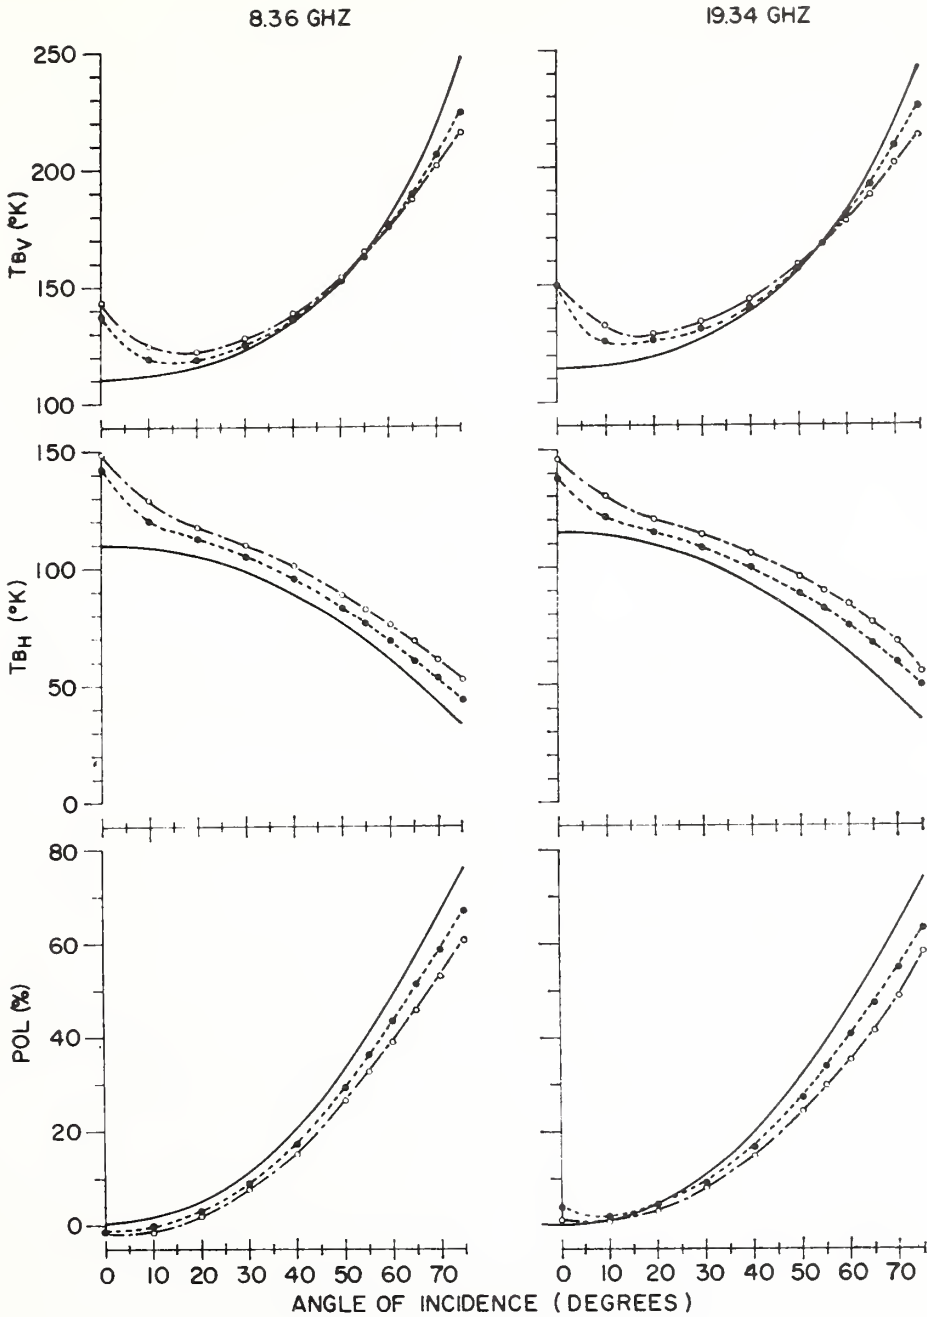 8.36 GHZ 19.34 GHZ
250
200
150
100
TBV (°K)
150
100
50
0
TBH (°K)
80
60
40
20
0
POL (%)
0 10 20 30 40 50 60 70 0 10 20 30 40 50 60 70
ANGLE OF INCIDENCE (DEGREES)